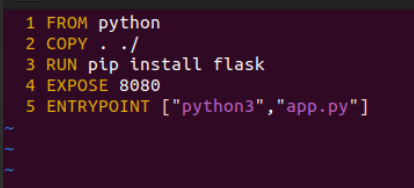 1 FROM python
2 COPY . ../
3 RUN pip install flask
4 EXPOSE 8080
5 ENTRYPOINT ["python3","app.py"]
~
~
~